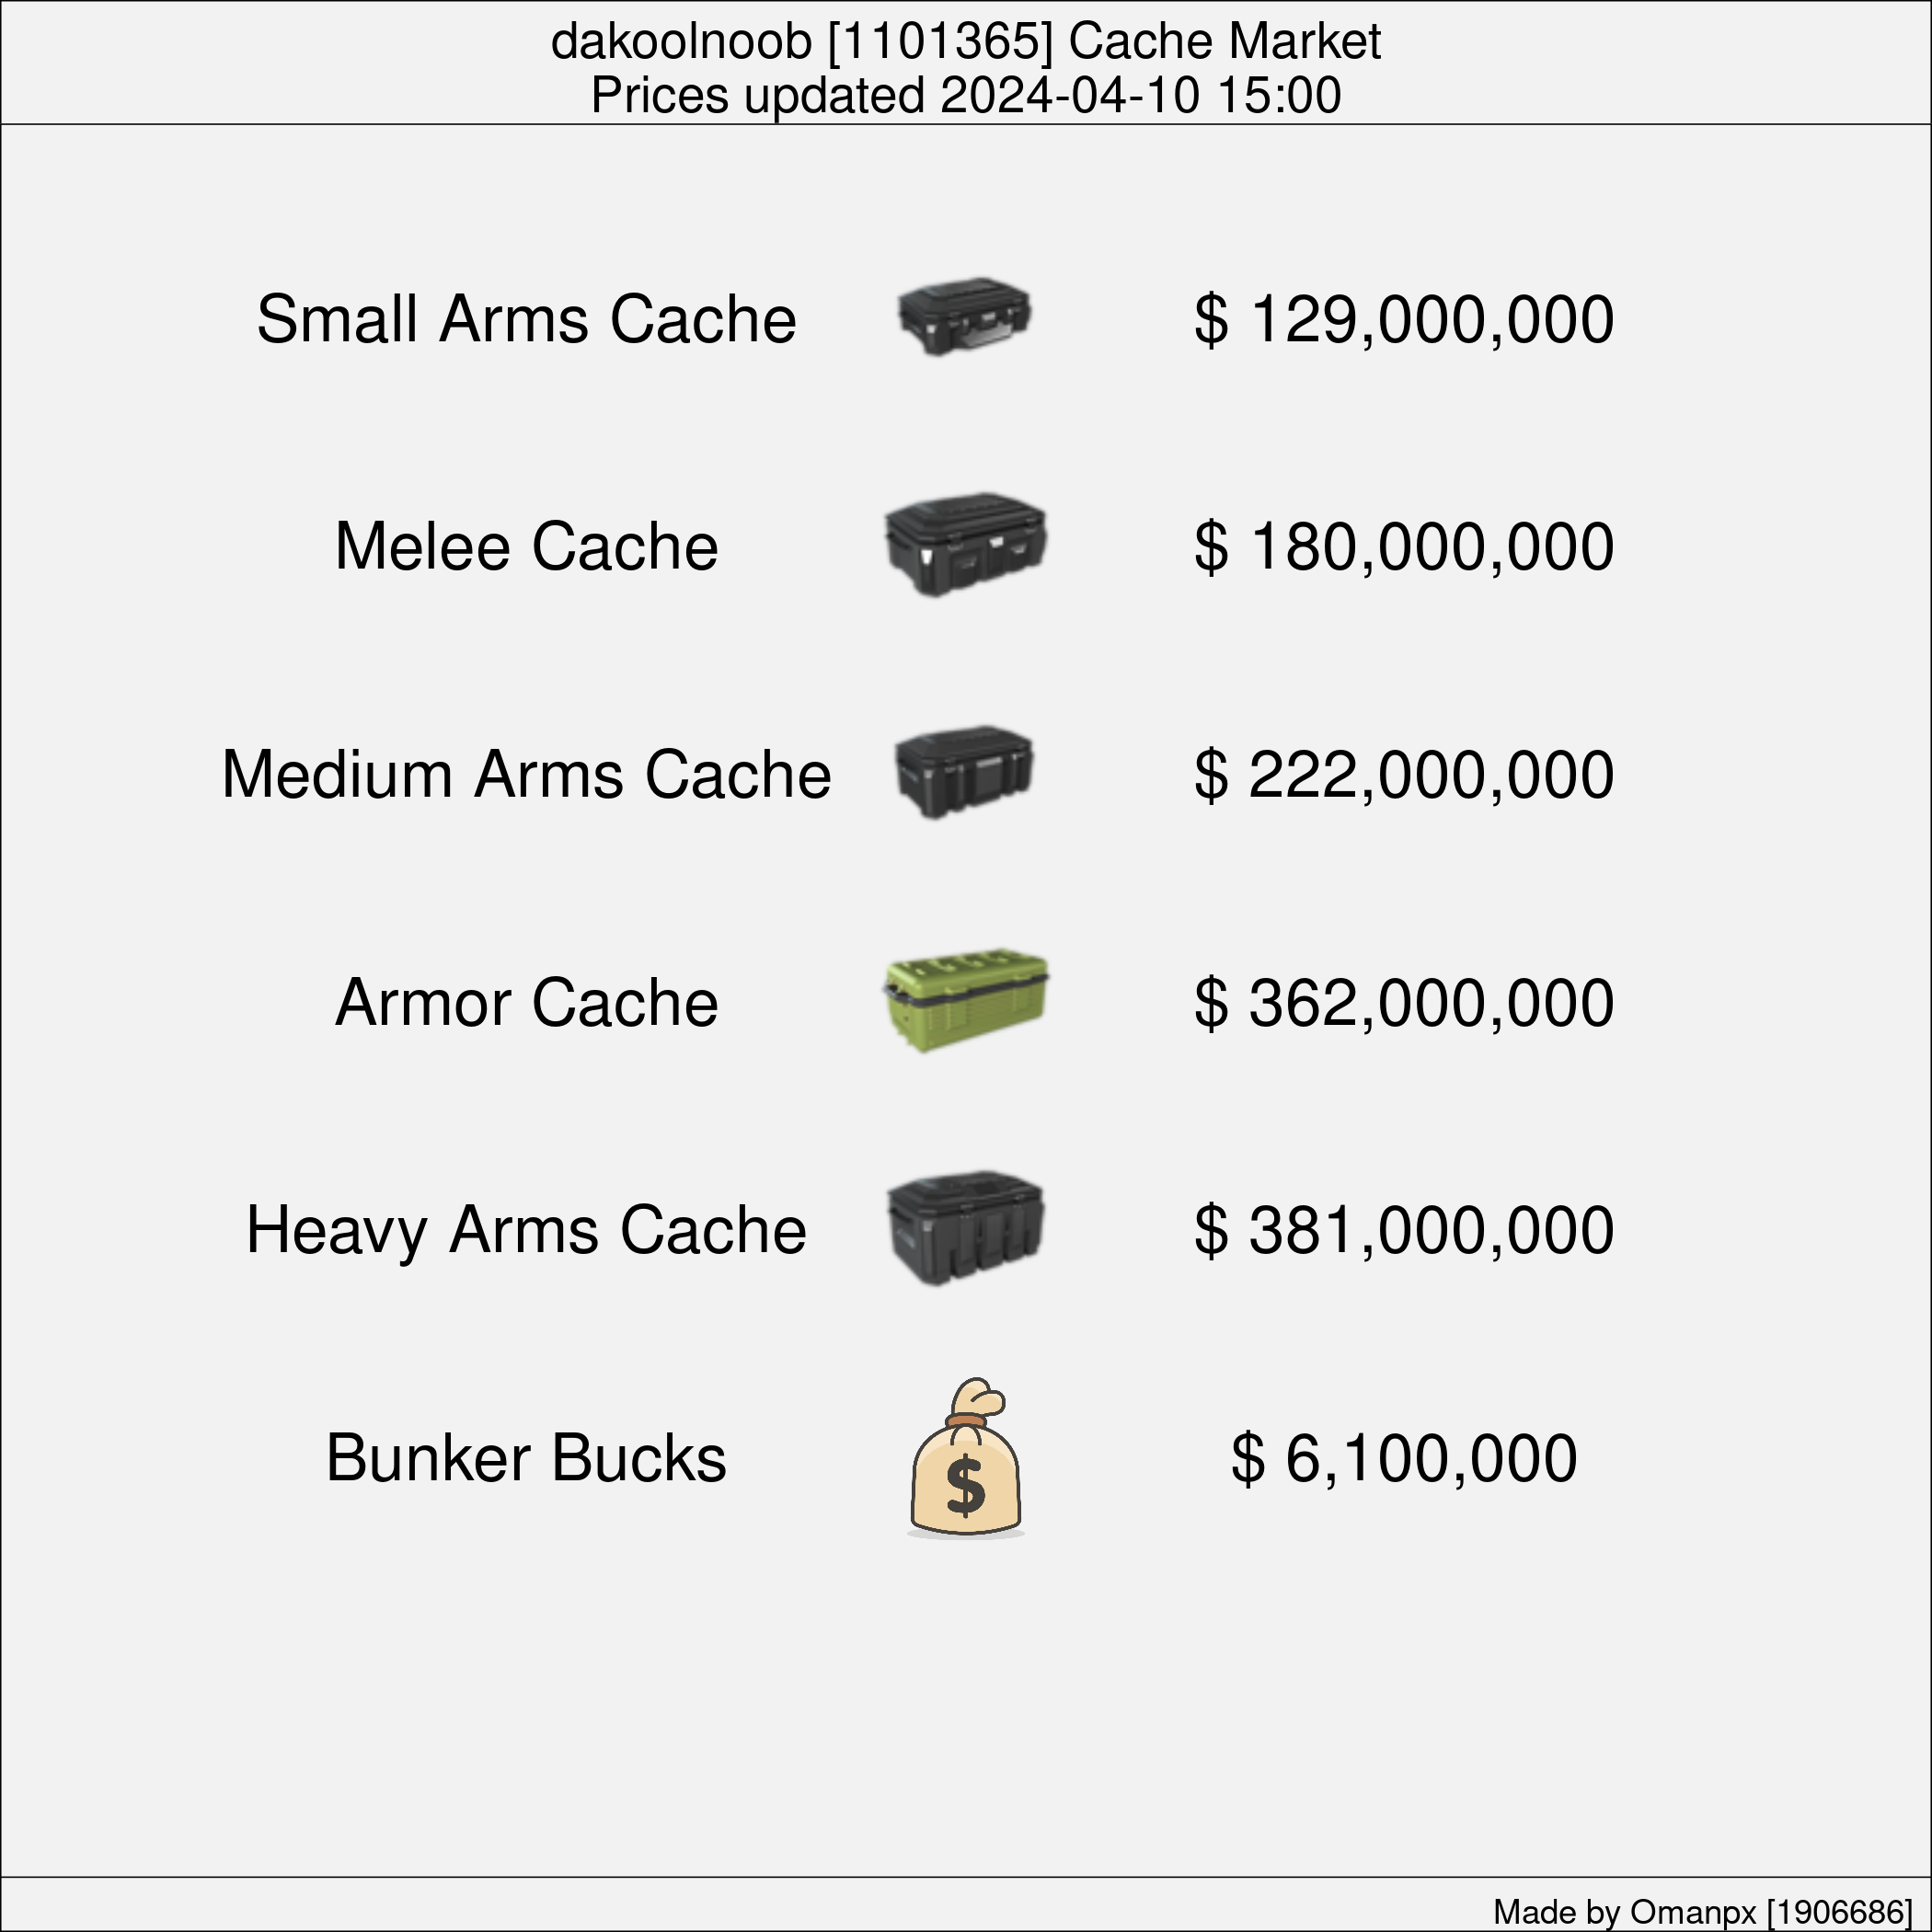 dakoolnoob [1101365] Cache Market
Prices updated 2024-04-10 15:00
Small Arms Cache $ 129,000,000
Melee Cache $ 180,000,000
Medium Arms Cache $ 222,000,000
Armor Cache $ 362,000,000
Heavy Arms Cache $ 381,000,000
Bunker Bucks $ $ 6,100,000
Made by Omanpx [1906686]